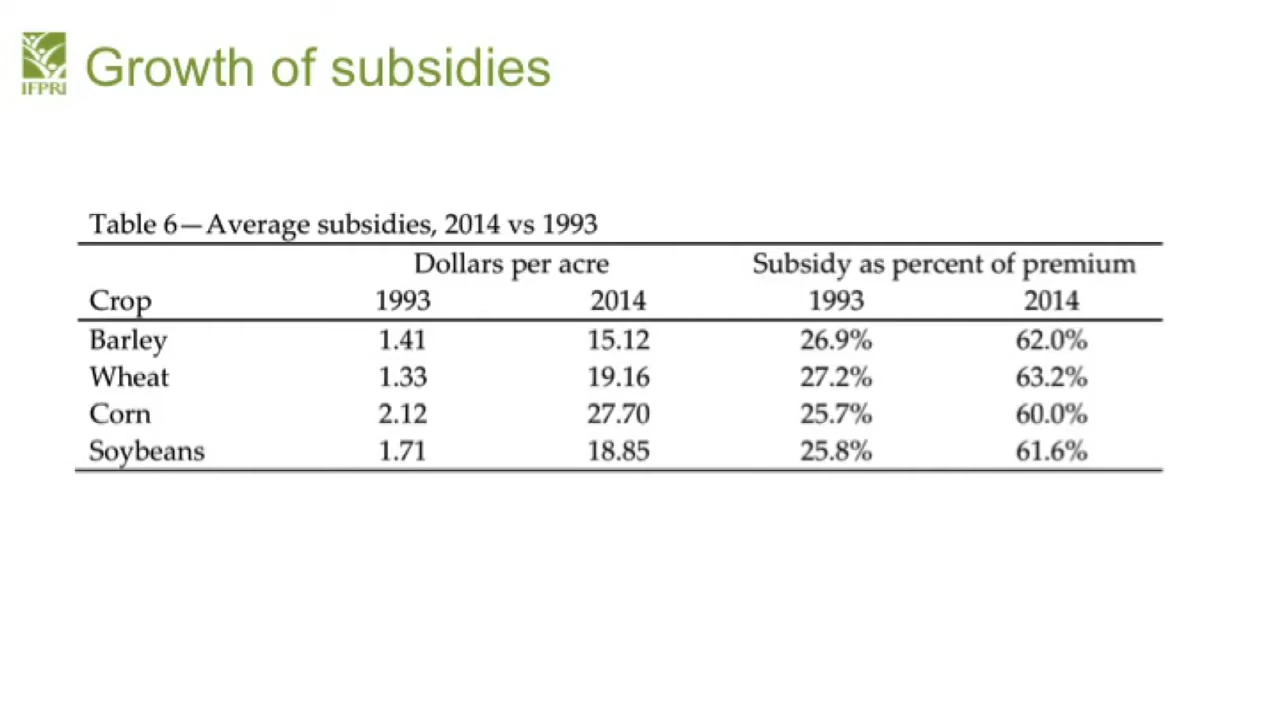 IFPRI
Growth of subsidies
Table 6—Average subsidies, 2014 vs 1993
Dollars per acre Subsidy as percent of premium
Crop 1993 2014 1993 2014
Barley 1.41 15.12 26.9% 62.0%
Wheat 1.33 19.16 27.2% 63.2%
Corn 2.12 27.70 25.7% 60.0%
Soybeans 1.71 18.85 25.8% 61.6%